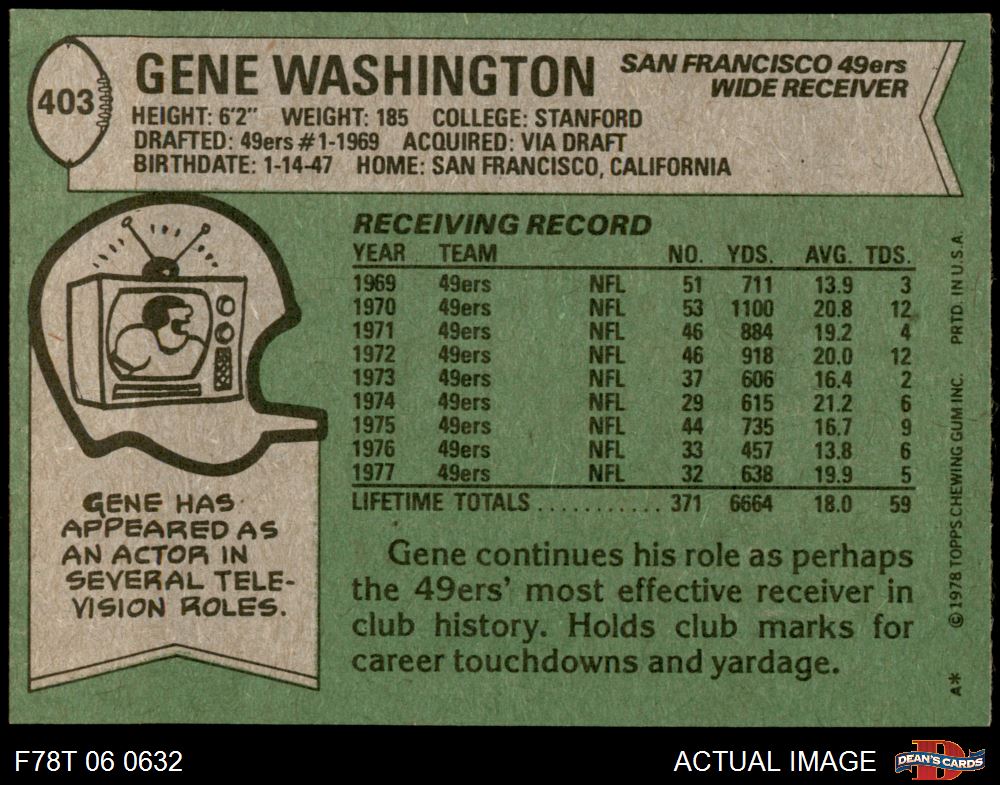 403
GENE WASHINGTON
SAN FRANCISCO 49ers
WIDE RECEIVER
HEIGHT: 6'2" WEIGHT: 185 COLLEGE: STANFORD
DRAFTED: 49ers #1-1969 ACQUIRED: VIA DRAFT
BIRTHDATE: 1-14-47 HOME: SAN FRANCISCO, CALIFORNIA
RECEIVING RECORD
YEAR TEAM NO. YDS. AVG. TDS.
1969 49ers NFL 51 711 13.9 3
1970 49ers NFL 53 1100 20.8 12
1971 49ers NFL 46 884 19.2 4
1972 49ers NFL 46 918 20.0 12
1973 49ers NFL 37 606 16.4 2
1974 49ers NFL 29 615 21.2 6
1975 49ers NFL 44 735 16.7 9
1976 49ers NFL 33 457 13.8 6
1977 49ers NFL 32 638 19.9 5
LIFETIME TOTALS ........... 371 6664 18.0 59
GENE HAS
APPEARED AS
AN ACTOR IN
SEVERAL TELE-
VISION ROLES.
Gene continues his role as perhaps
the 49ers' most effective receiver in
club history. Holds club marks for
career touchdowns and yardage.
A* ©1978 TOPPS CHEWING GUM INC. PRTD. IN U.S.A.
F78T 06 0632
ACTUAL IMAGE
D
DEAN'S CARDS